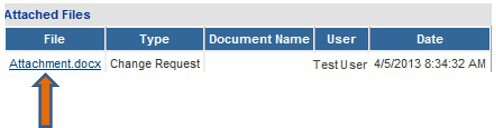 Attached Files
File Type Document Name User Date
Attachment.docx Change Request Test User 4/5/2013 8:34:32 AM